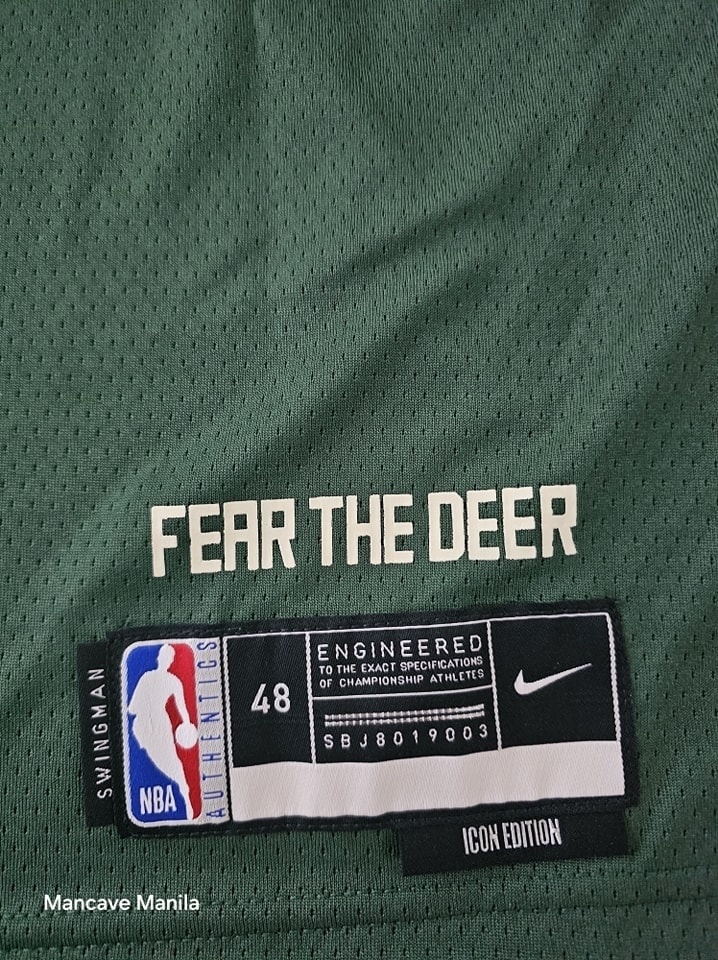 FEAR THE DEER
SWINGMAN
NBA
AUTHENTICS
48
ENGINEERED
TO THE EXACT SPECIFICATIONS
OF CHAMPIONSHIP ATHLETES
SBJ8019003
ICON EDITION
Mancave Manila